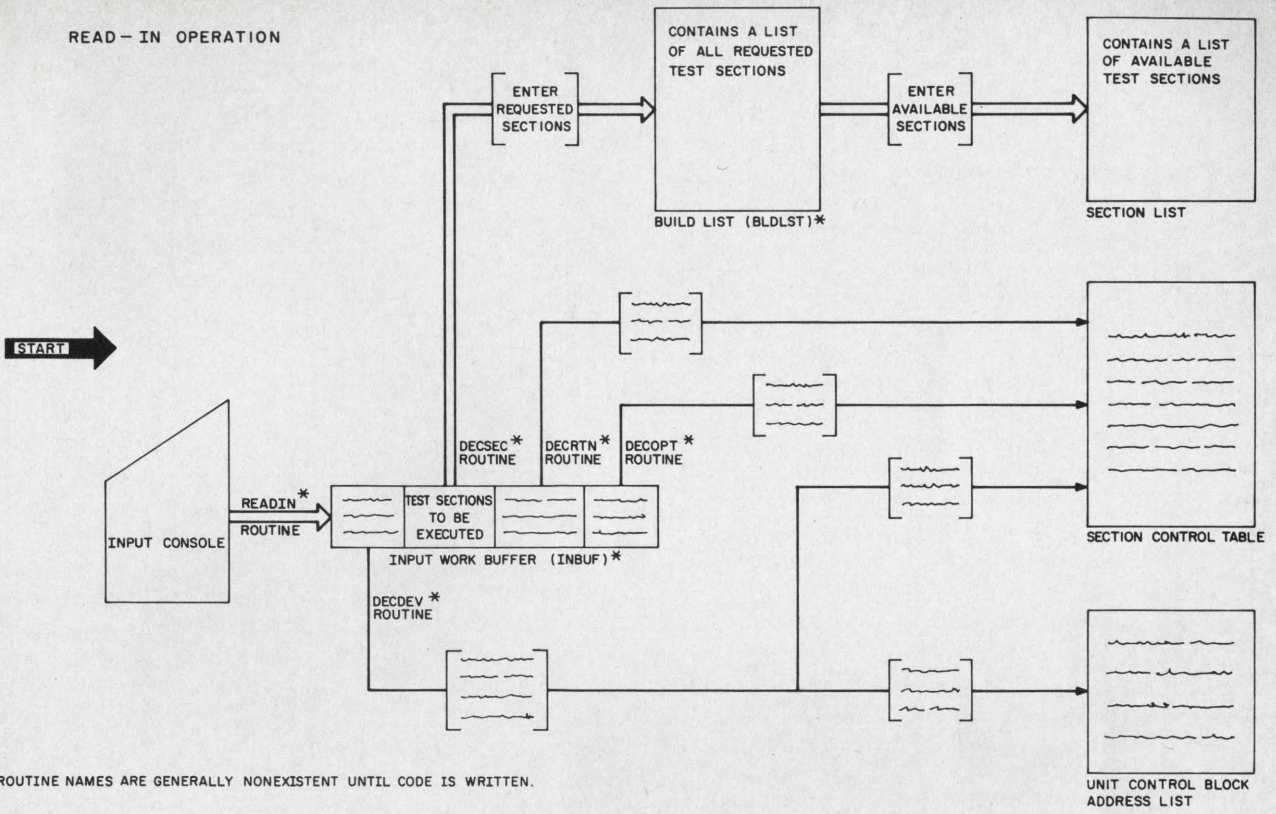 READ-IN OPERATION
CONTAINS A LIST
OF ALL REQUESTED
TEST SECTIONS
CONTAINS A LIST
OF AVAILABLE
TEST SECTIONS
ENTER
REQUESTED
SECTIONS
ENTER
AVAILABLE
SECTIONS
BUILD LIST (BLDLST)*
SECTION LIST
START
DECSEC*
ROUTINE
DECRTN*
ROUTINE
DECOPT*
ROUTINE
READIN*
ROUTINE
INPUT CONSOLE
TEST SECTIONS
TO BE
EXECUTED
INPUT WORK BUFFER (INBUF)*
SECTION CONTROL TABLE
DECDEV*
ROUTINE
ROUTINE NAMES ARE GENERALLY NONEXISTENT UNTIL CODE IS WRITTEN.
UNIT CONTROL BLOCK
ADDRESS LIST